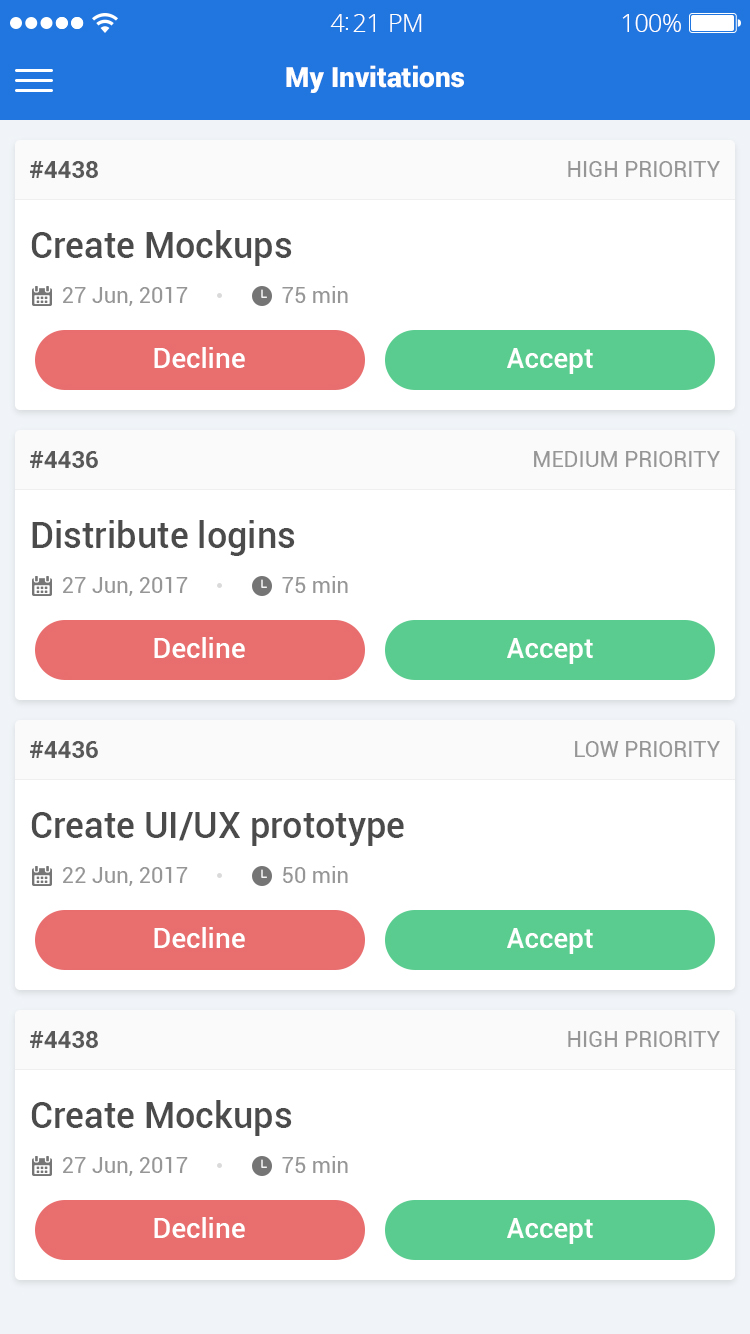 4:21 PM 100%
My Invitations
#4438 HIGH PRIORITY
Create Mockups
27 Jun, 2017 • 75 min
Decline Accept
#4436 MEDIUM PRIORITY
Distribute logins
27 Jun, 2017 • 75 min
Decline Accept
#4436 LOW PRIORITY
Create UI/UX prototype
22 Jun, 2017 • 50 min
Decline Accept
#4438 HIGH PRIORITY
Create Mockups
27 Jun, 2017 • 75 min
Decline Accept